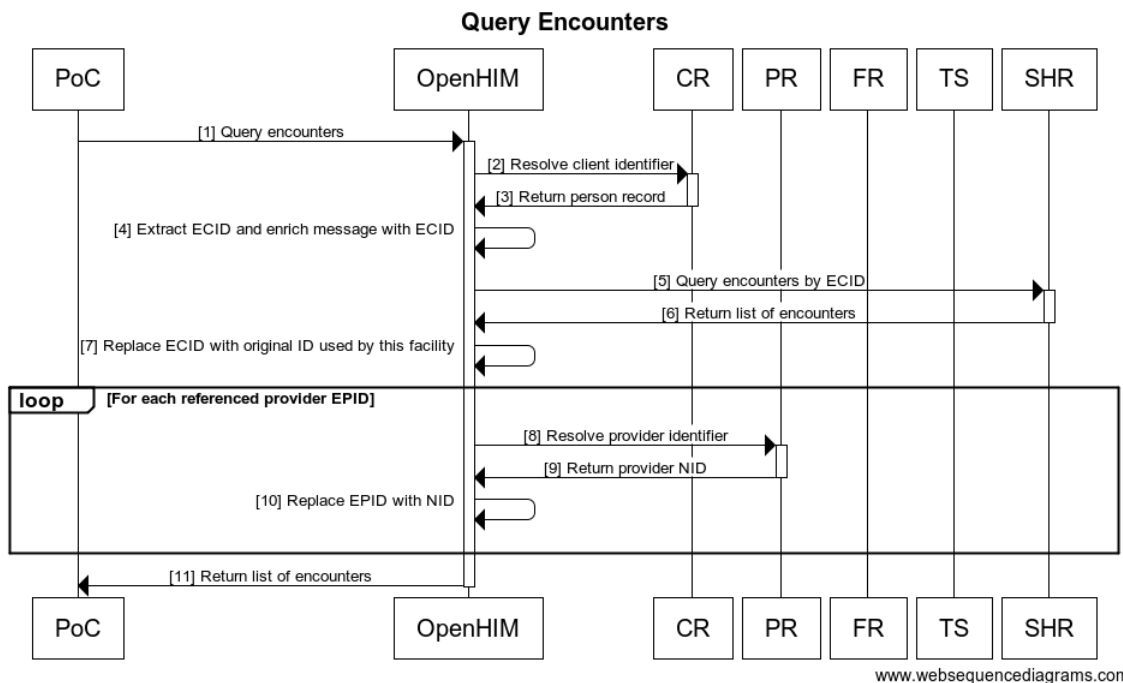 Query Encounters
PoC OpenHIM CR PR FR TS SHR
[1] Query encounters
[2] Resolve client identifier
[3] Return person record
[4] Extract ECID and enrich message with ECID
[5] Query encounters by ECID
[6] Return list of encounters
[7] Replace ECID with original ID used by this facility
loop [For each referenced provider EPID]
[8] Resolve provider identifier
[9] Return provider NID
[10] Replace EPID with NID
[11] Return list of encounters
PoC OpenHIM CR PR FR TS SHR
www.websequencediagrams.com